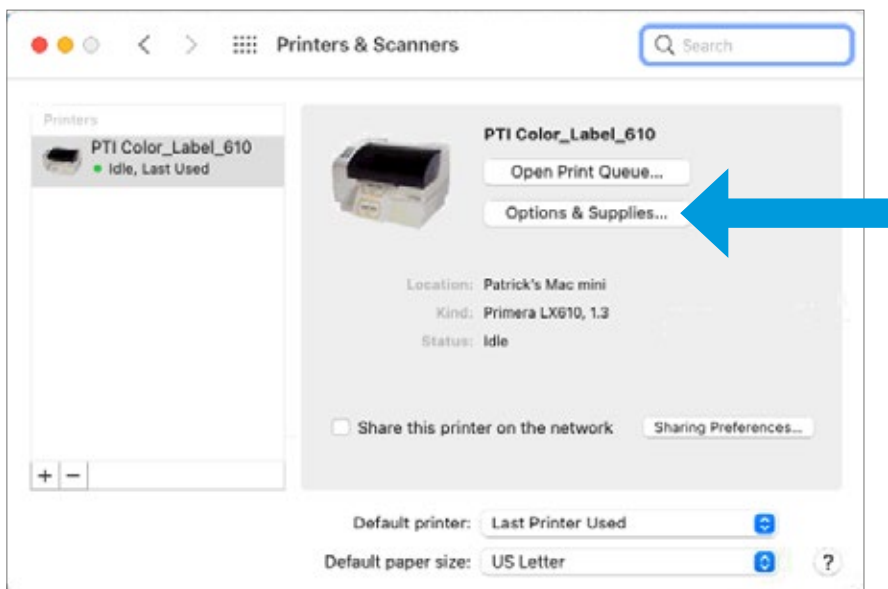 Printers & Scanners
Search
Printers
PTI Color_Label_610
Idle, Last Used
PTI Color_Label_610
Open Print Queue...
Options & Supplies...
Location: Patrick's Mac mini
Kind: Primera LX610, 1.3
Status: Idle
Share this printer on the network
Sharing Preferences...
+ −
Default printer: Last Printer Used
Default paper size: US Letter
?